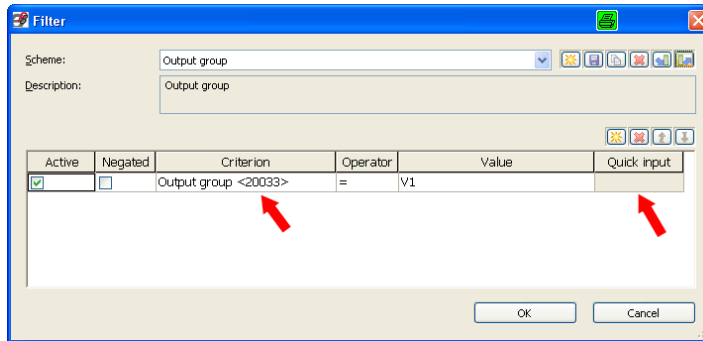 Filter
Scheme: Output group
Description: Output group
Active Negated Criterion Operator Value Quick input
Output group <20033> = V1
OK Cancel